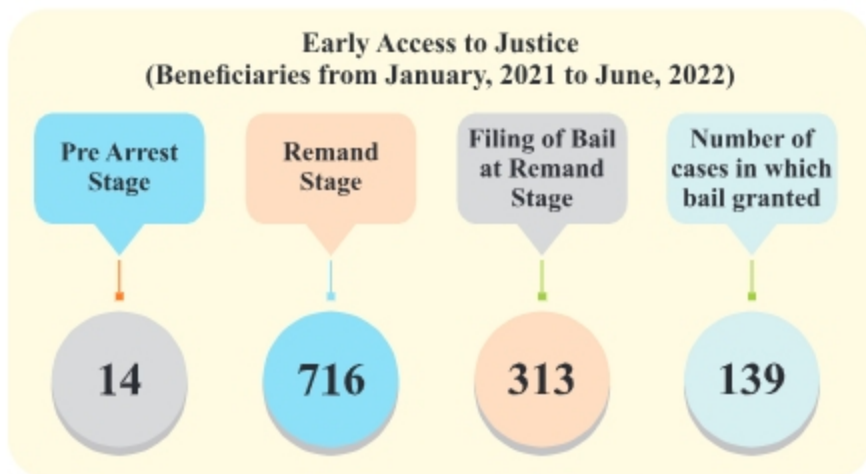 Early Access to Justice
(Beneficiaries from January, 2021 to June, 2022)
Pre Arrest
Stage
Remand
Stage
Filing of Bail
at Remand
Stage
Number of
cases in which
bail granted
14
716
313
139